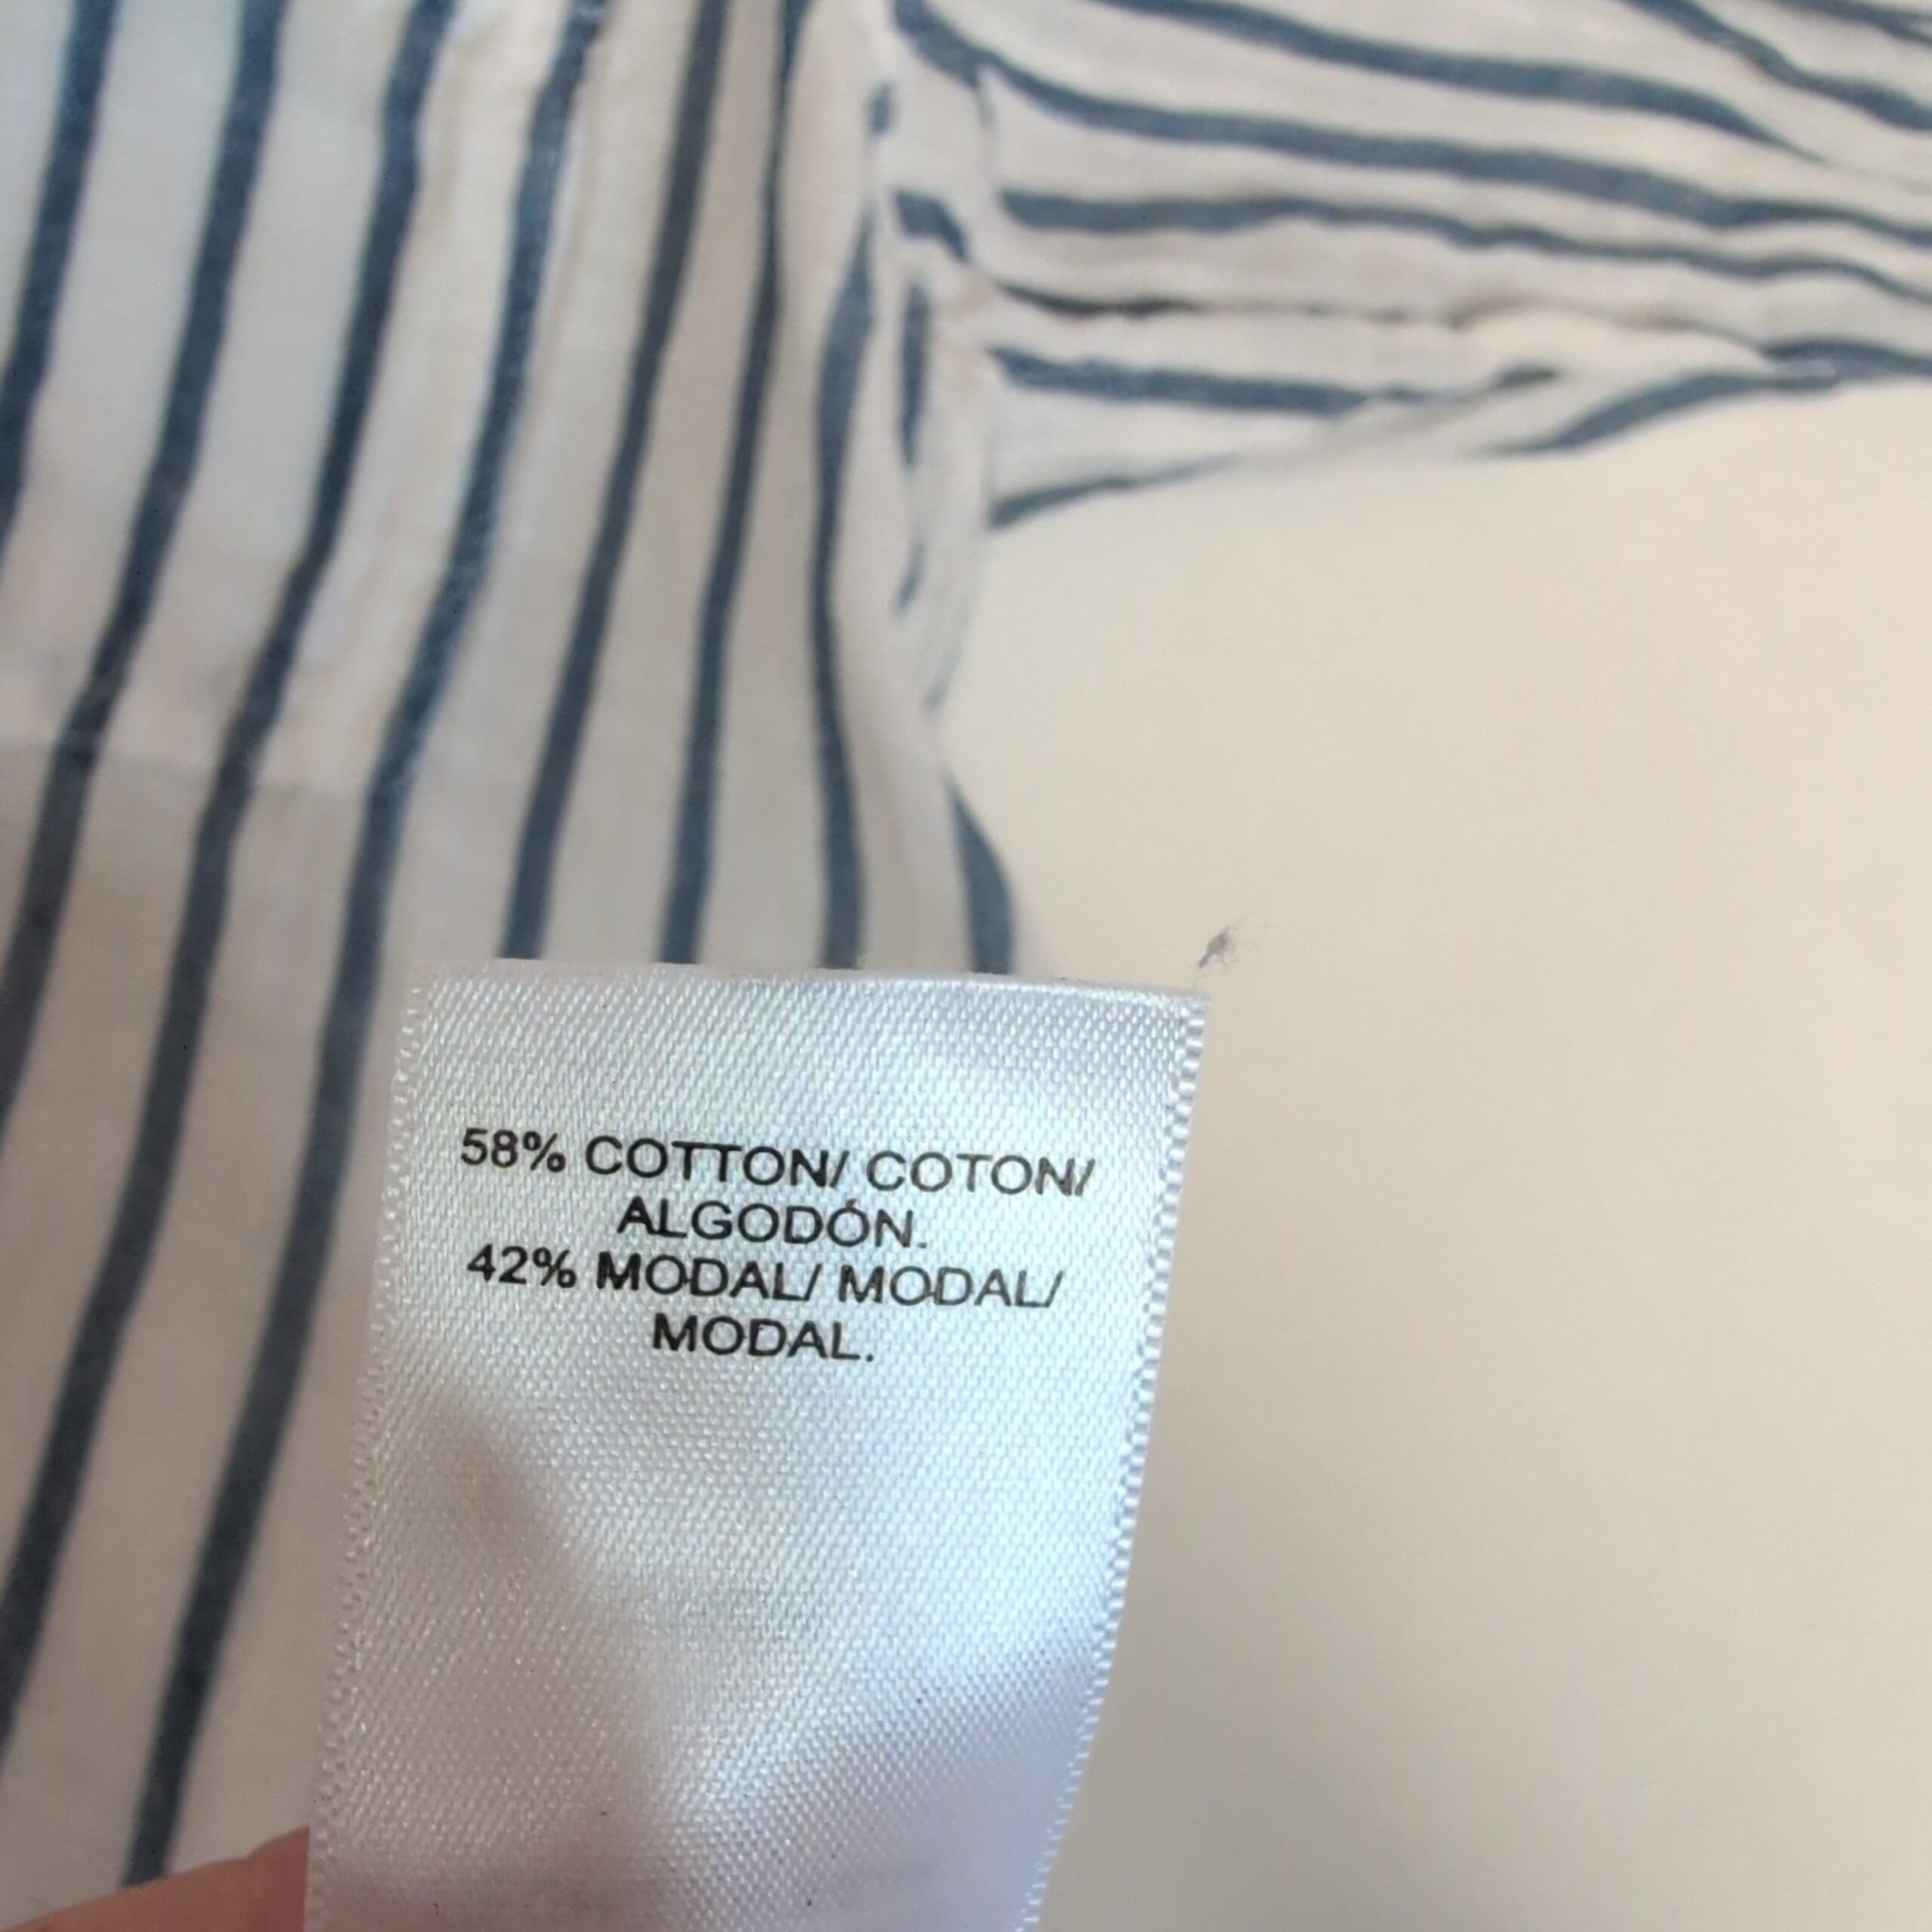 58% COTTON/ COTON/
ALGODÓN.
42% MODAL/ MODAL/
MODAL.